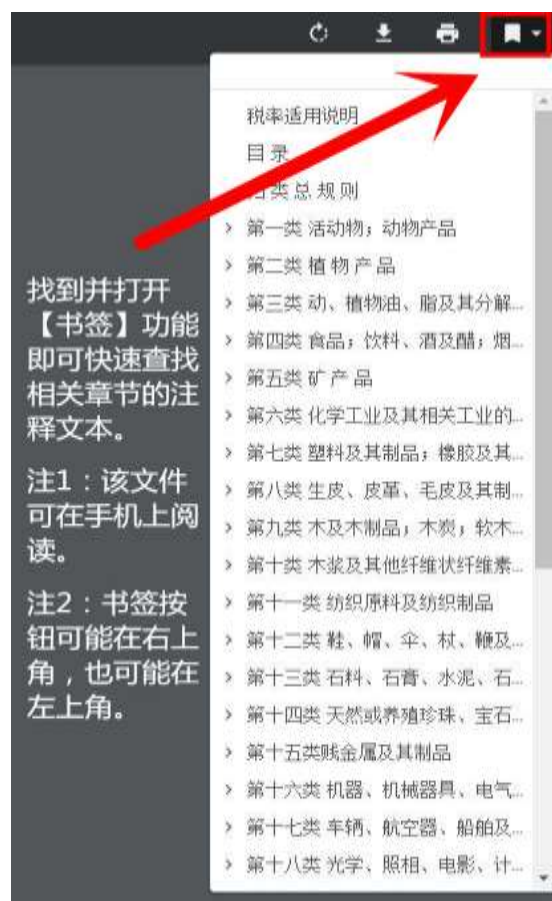 税率适用说明
目 录
归 类 总 规 则
第一类 活动物；动物产品
第二类 植 物 产 品
第三类 动、植物油、脂及其分解...
第四类 食品；饮料、酒及醋；烟...
第五类 矿 产 品
第六类 化学工业及其相关工业的...
第七类 塑料及其制品；橡胶及其...
第八类 生皮、皮革、毛皮及其制...
第九类 木及木制品；木炭；软木...
第十类 木浆及其他纤维状纤维素...
第十一类 纺织原料及纺织制品
第十二类 鞋、帽、伞、杖、鞭及...
第十三类 石料、石膏、水泥、石...
第十四类 天然或养殖珍珠、宝石...
第十五类贱金属及其制品
第十六类 机器、机械器具、电气...
第十七类 车辆、航空器、船舶及...
第十八类 光学、照相、电影、计...
找到并打开
【书签】功能
即可快速查找
相关章节的注
释文本。
注1：该文件
可在手机上阅
读。
注2：书签按
钮可能在右上
角，也可能在
左上角。